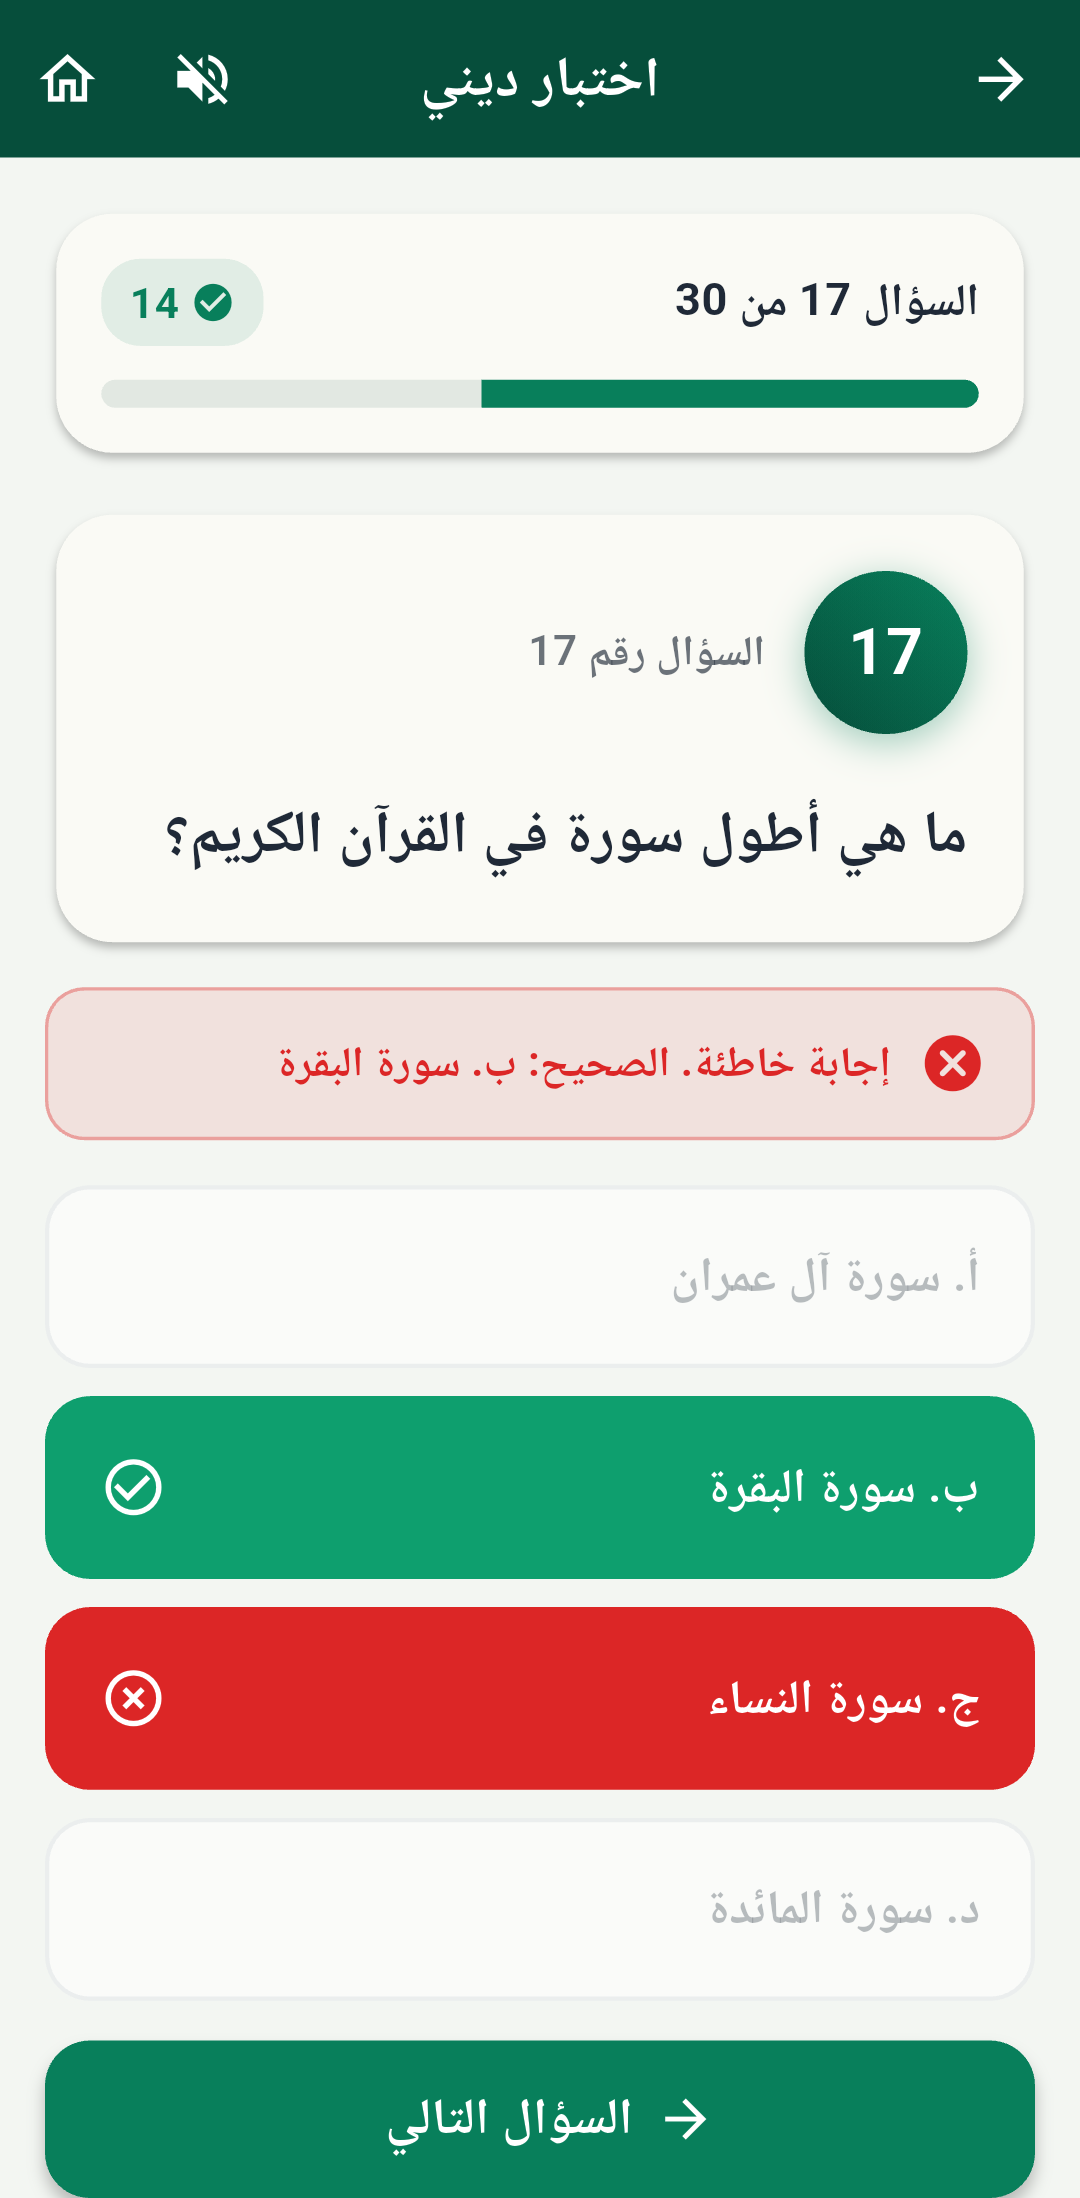 اختبار ديني
السؤال 17 من 30
14
17
السؤال رقم 17
ما هي أطول سورة في القرآن الكريم؟
إجابة خاطئة. الصحيح: ب. سورة البقرة
أ. سورة آل عمران
ب. سورة البقرة
ج. سورة النساء
د. سورة المائدة
السؤال التالي